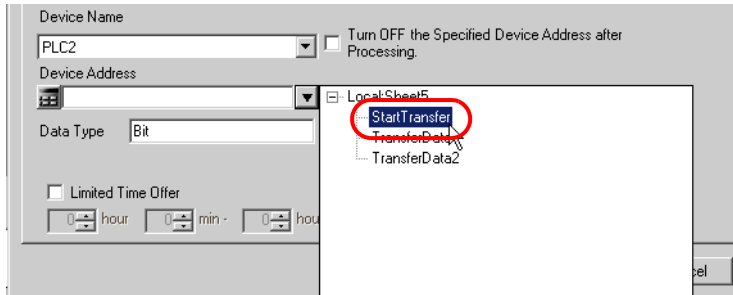 Device Name
PLC2
Turn OFF the Specified Device Address after
Processing.
Device Address
Local:Sheet5
StartTransfer
TransferData
TransferData2
Data Type Bit
Limited Time Offer
0 hour 0 min - 0 hou
cel